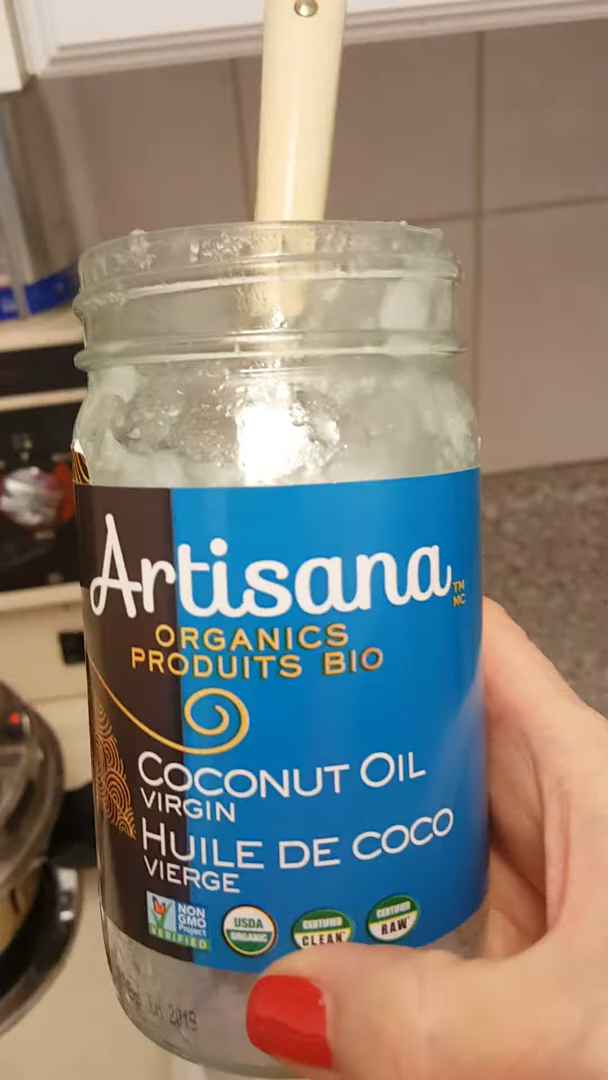 Artisana
TM
MC
ORGANICS
PRODUITS BIO
COCONUT OIL
VIRGIN
HUILE DE COCO
VIERGE
NON
GMO
Project
VERIFIED
USDA
ORGANIC
CERTIFIED
CLEAN
CERTIFIED
RAW
2019